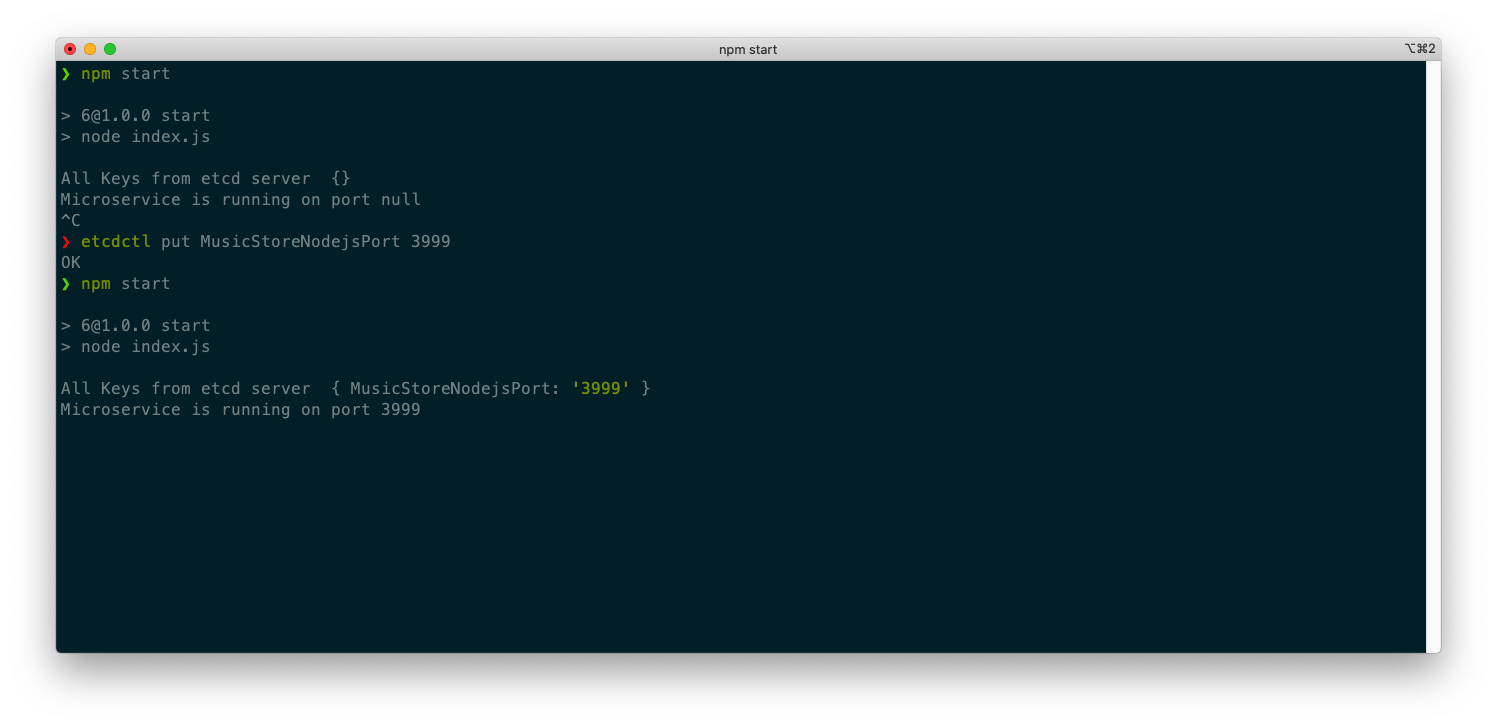 npm start
⌥⌘2
❯ npm start
> 6@1.0.0 start
> node index.js
All Keys from etcd server  {}
Microservice is running on port null
^C
❯ etcdctl put MusicStoreNodejsPort 3999
OK
❯ npm start
> 6@1.0.0 start
> node index.js
All Keys from etcd server  { MusicStoreNodejsPort: '3999' }
Microservice is running on port 3999